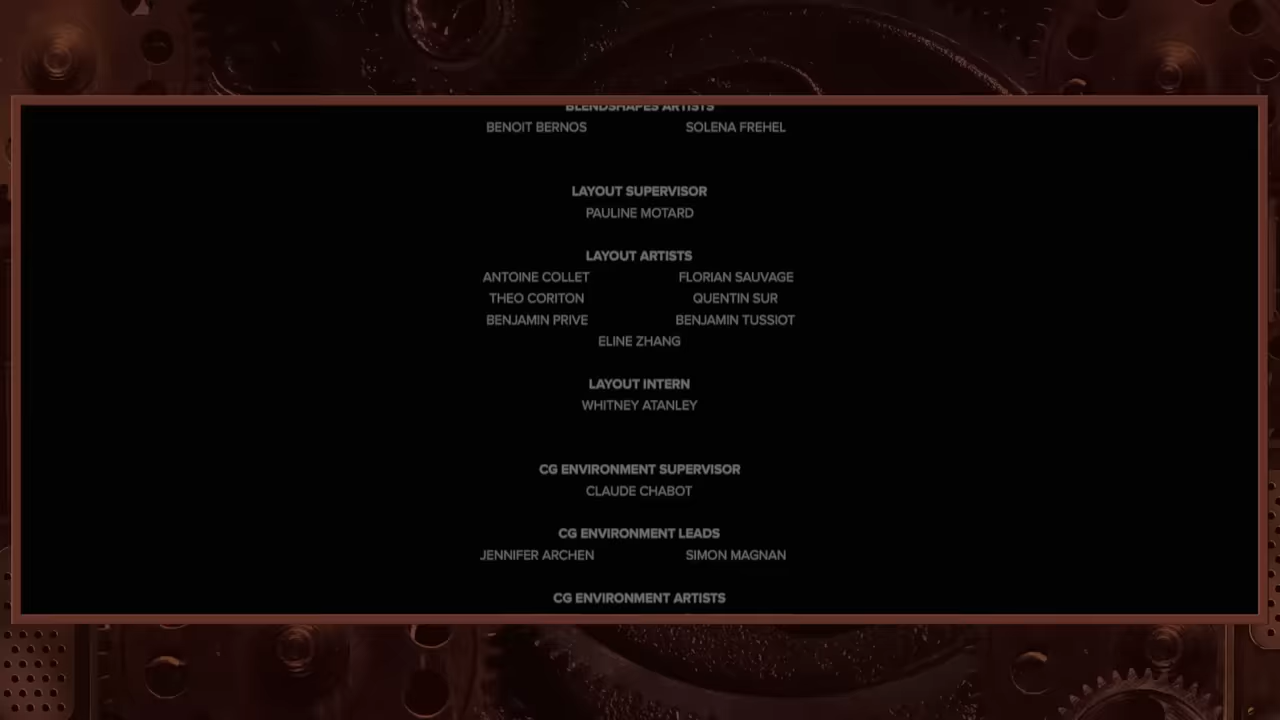 BLENDSHAPES ARTISTS
BENOIT BERNOS SOLENA FREHEL
LAYOUT SUPERVISOR
PAULINE MOTARD
LAYOUT ARTISTS
ANTOINE COLLET FLORIAN SAUVAGE
THEO CORITON QUENTIN SUR
BENJAMIN PRIVE BENJAMIN TUSSIOT
ELINE ZHANG
LAYOUT INTERN
WHITNEY ATANLEY
CG ENVIRONMENT SUPERVISOR
CLAUDE CHABOT
CG ENVIRONMENT LEADS
JENNIFER ARCHEN SIMON MAGNAN
CG ENVIRONMENT ARTISTS